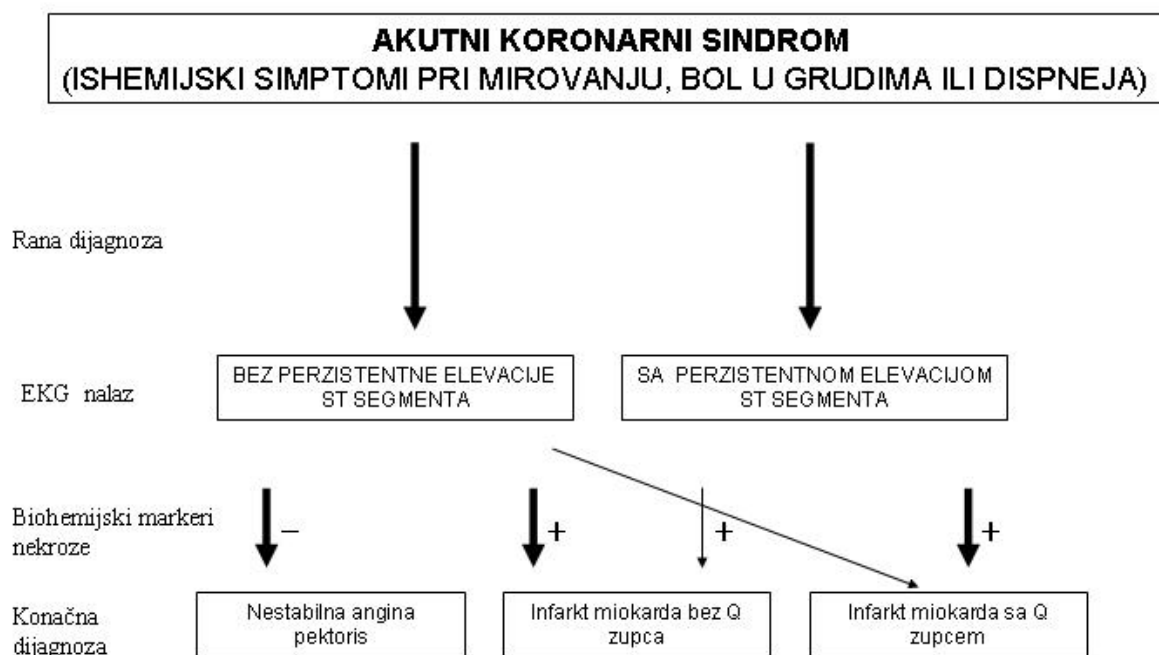 AKUTNI KORONARNI SINDROM
(ISHEMIJSKI SIMPTOMI PRI MIROVANJU, BOL U GRUDIMA ILI DISPNEJA)
Rana dijagnoza
EKG nalaz
BEZ PERZISTENTNE ELEVACIJE
ST SEGMENTA
SA PERZISTENTNOM ELEVACIJOM
ST SEGMENTA
Biohemijski markeri
nekroze
–
+
+
+
Konačna
dijagnoza
Nestabilna angina
pektoris
Infarkt miokarda bez Q
zupca
Infarkt miokarda sa Q
zupcem